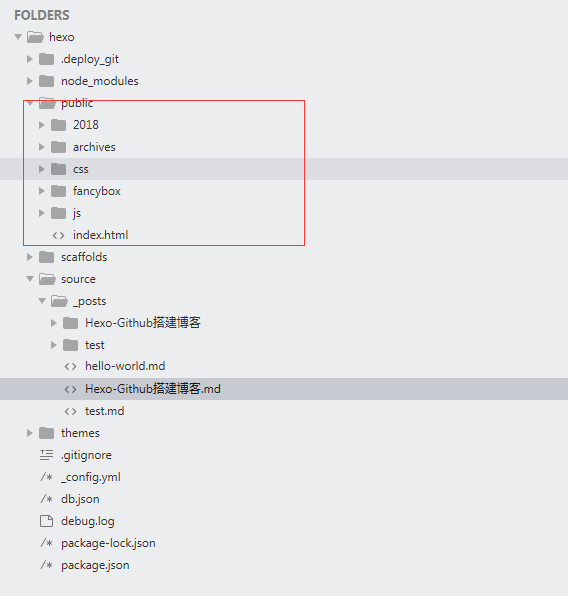 FOLDERS
hexo
.deploy_git
node_modules
public
2018
archives
css
fancybox
js
index.html
scaffolds
source
_posts
Hexo-Github搭建博客
test
hello-world.md
Hexo-Github搭建博客.md
test.md
themes
.gitignore
_config.yml
db.json
debug.log
package-lock.json
package.json